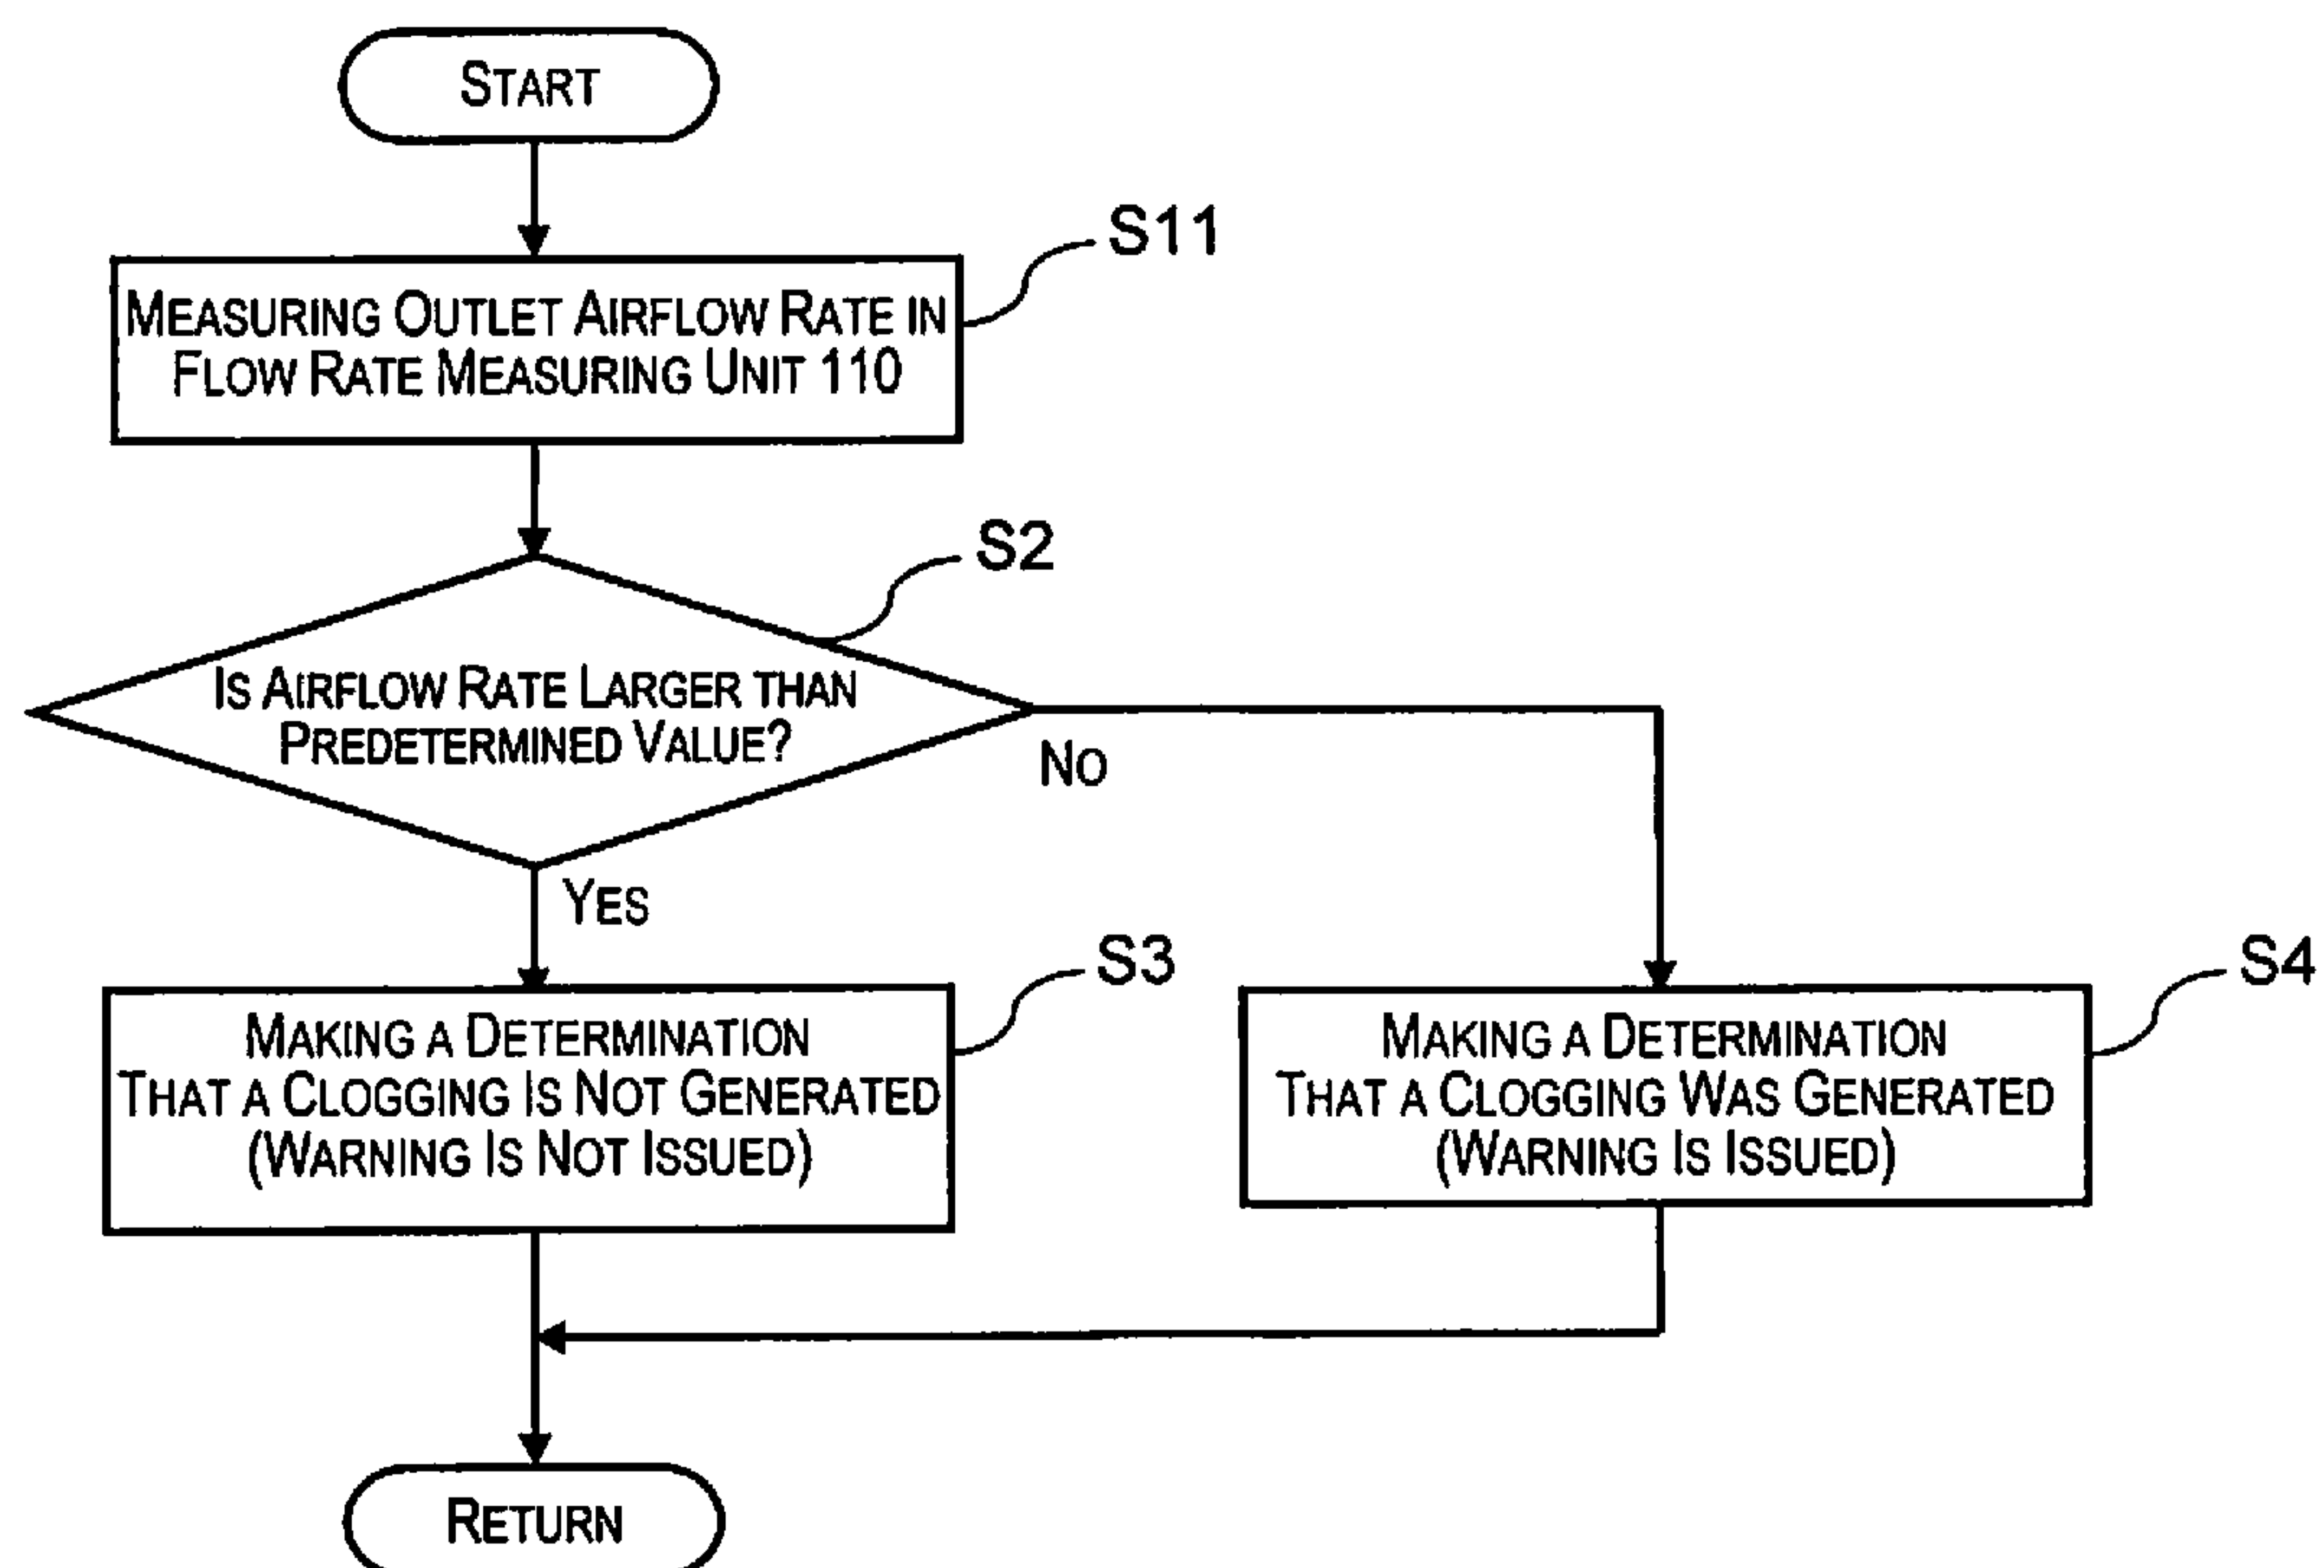 START
S11
MEASURING OUTLET AIRFLOW RATE IN
FLOW RATE MEASURING UNIT 110
S2
IS AIRFLOW RATE LARGER THAN
PREDETERMINED VALUE?
NO
YES
S3
MAKING A DETERMINATION
THAT A CLOGGING IS NOT GENERATED
(WARNING IS NOT ISSUED)
S4
MAKING A DETERMINATION
THAT A CLOGGING WAS GENERATED
(WARNING IS ISSUED)
RETURN